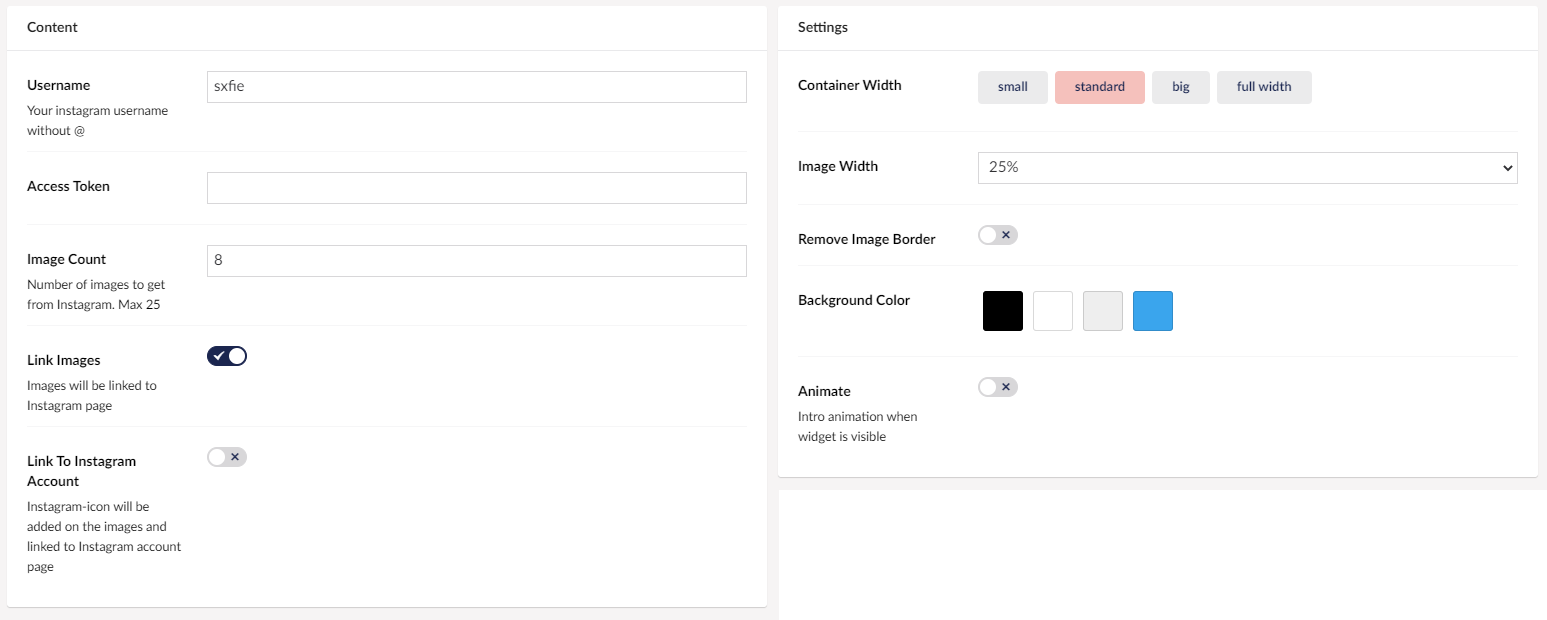 Content
Username
sxfie
Your instagram username
without @
Access Token
Image Count
8
Number of images to get
from Instagram. Max 25
Link Images
Images will be linked to
Instagram page
Link To Instagram
Account
Instagram-icon will be
added on the images and
linked to Instagram account
page
Settings
Container Width
small standard big full width
Image Width
25%
Remove Image Border
Background Color
Animate
Intro animation when
widget is visible